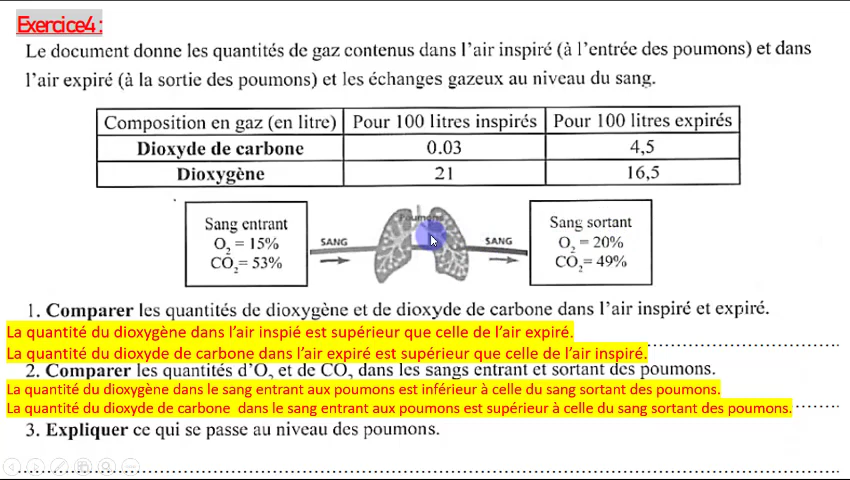 Exercice4 :
Le document donne les quantités de gaz contenus dans l'air inspiré (à l'entrée des poumons) et dans
l'air expiré (à la sortie des poumons) et les échanges gazeux au niveau du sang.
Composition en gaz (en litre) Pour 100 litres inspirés Pour 100 litres expirés
Dioxyde de carbone 0.03 4,5
Dioxygène 21 16,5
Poumons
Sang entrant
O₂ = 15%
CO₂= 53%
SANG
SANG
Sang sortant
O₂ = 20%
CO₂= 49%
1. Comparer les quantités de dioxygène et de dioxyde de carbone dans l'air inspiré et expiré.
La quantité du dioxygène dans l'air inspié est supérieur que celle de l'air expiré.
La quantité du dioxyde de carbone dans l'air expiré est supérieur que celle de l'air inspiré.
2. Comparer les quantités d'O₂ et de CO₂ dans les sangs entrant et sortant des poumons.
La quantité du dioxygène dans le sang entrant aux poumons est inférieur à celle du sang sortant des poumons.
La quantité du dioxyde de carbone dans le sang entrant aux poumons est supérieur à celle du sang sortant des poumons.
3. Expliquer ce qui se passe au niveau des poumons.